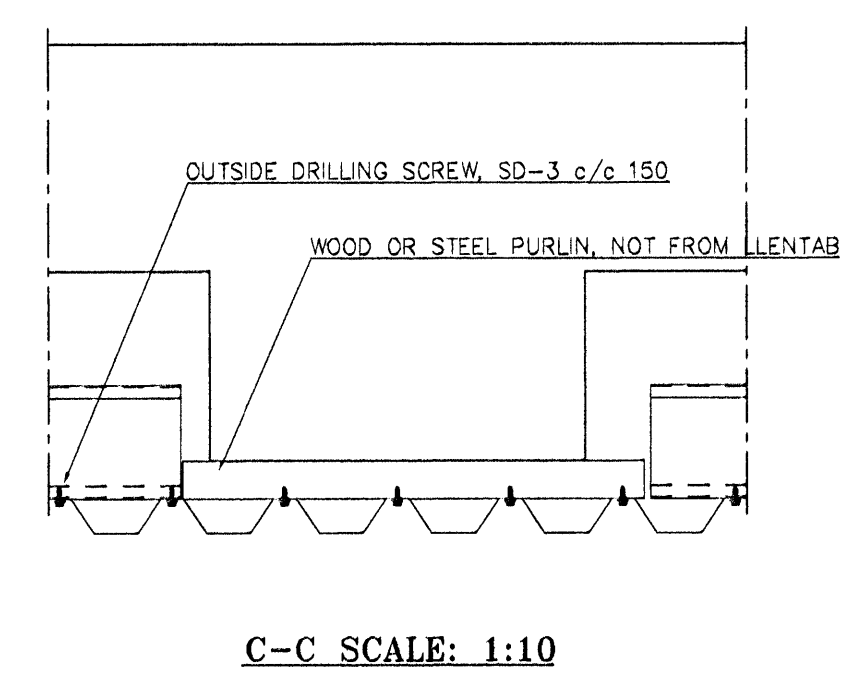 OUTSIDE DRILLING SCREW, SD-3 c/c 150
WOOD OR STEEL PURLIN, NOT FROM LLENTAB
C-C SCALE: 1:10